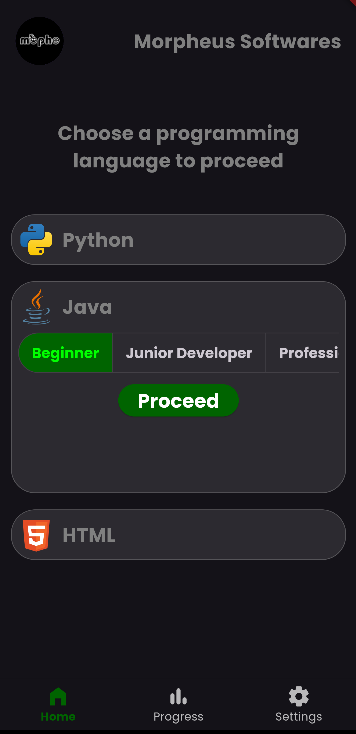 morpho
Morpheus Softwares
Choose a programming
language to proceed
Python
Java
Beginner
Junior Developer
Professi
Proceed
5
HTML
Home
Progress
Settings